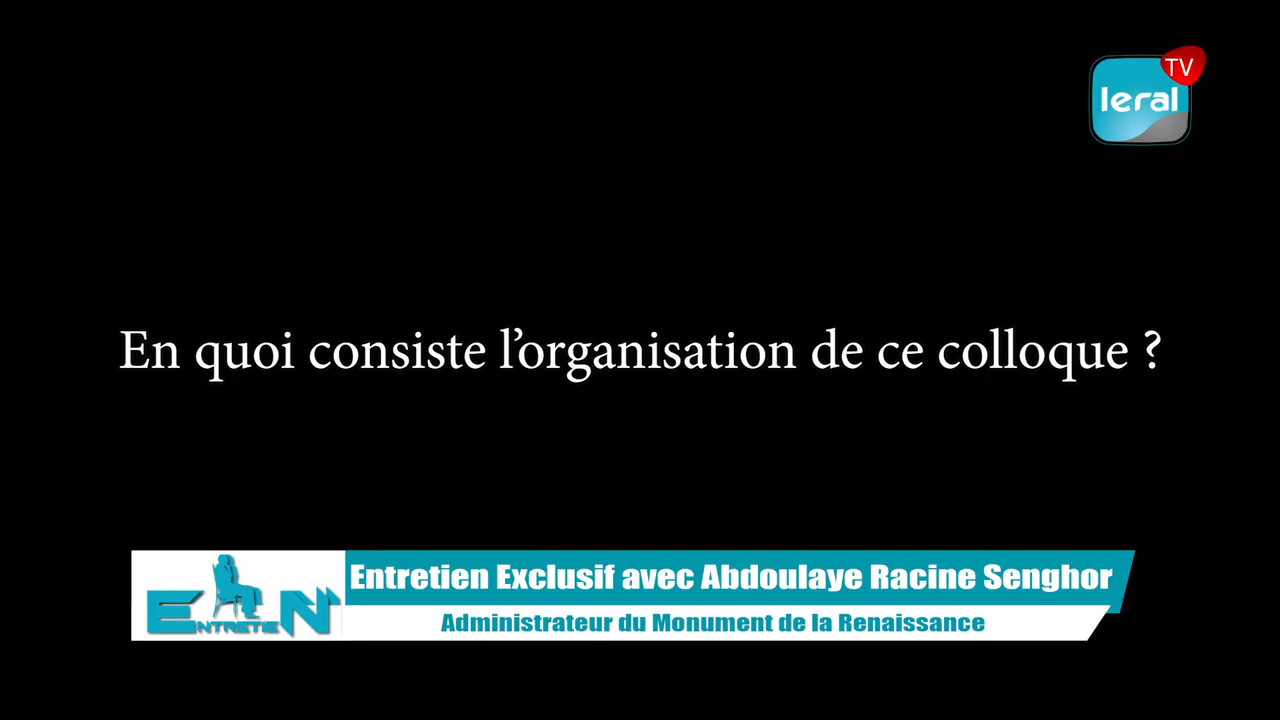 TV
leral
En quoi consiste l’organisation de ce colloque ?
Entretien Exclusif avec Abdoulaye Racine Senghor
ENTRETIEN
Administrateur du Monument de la Renaissance